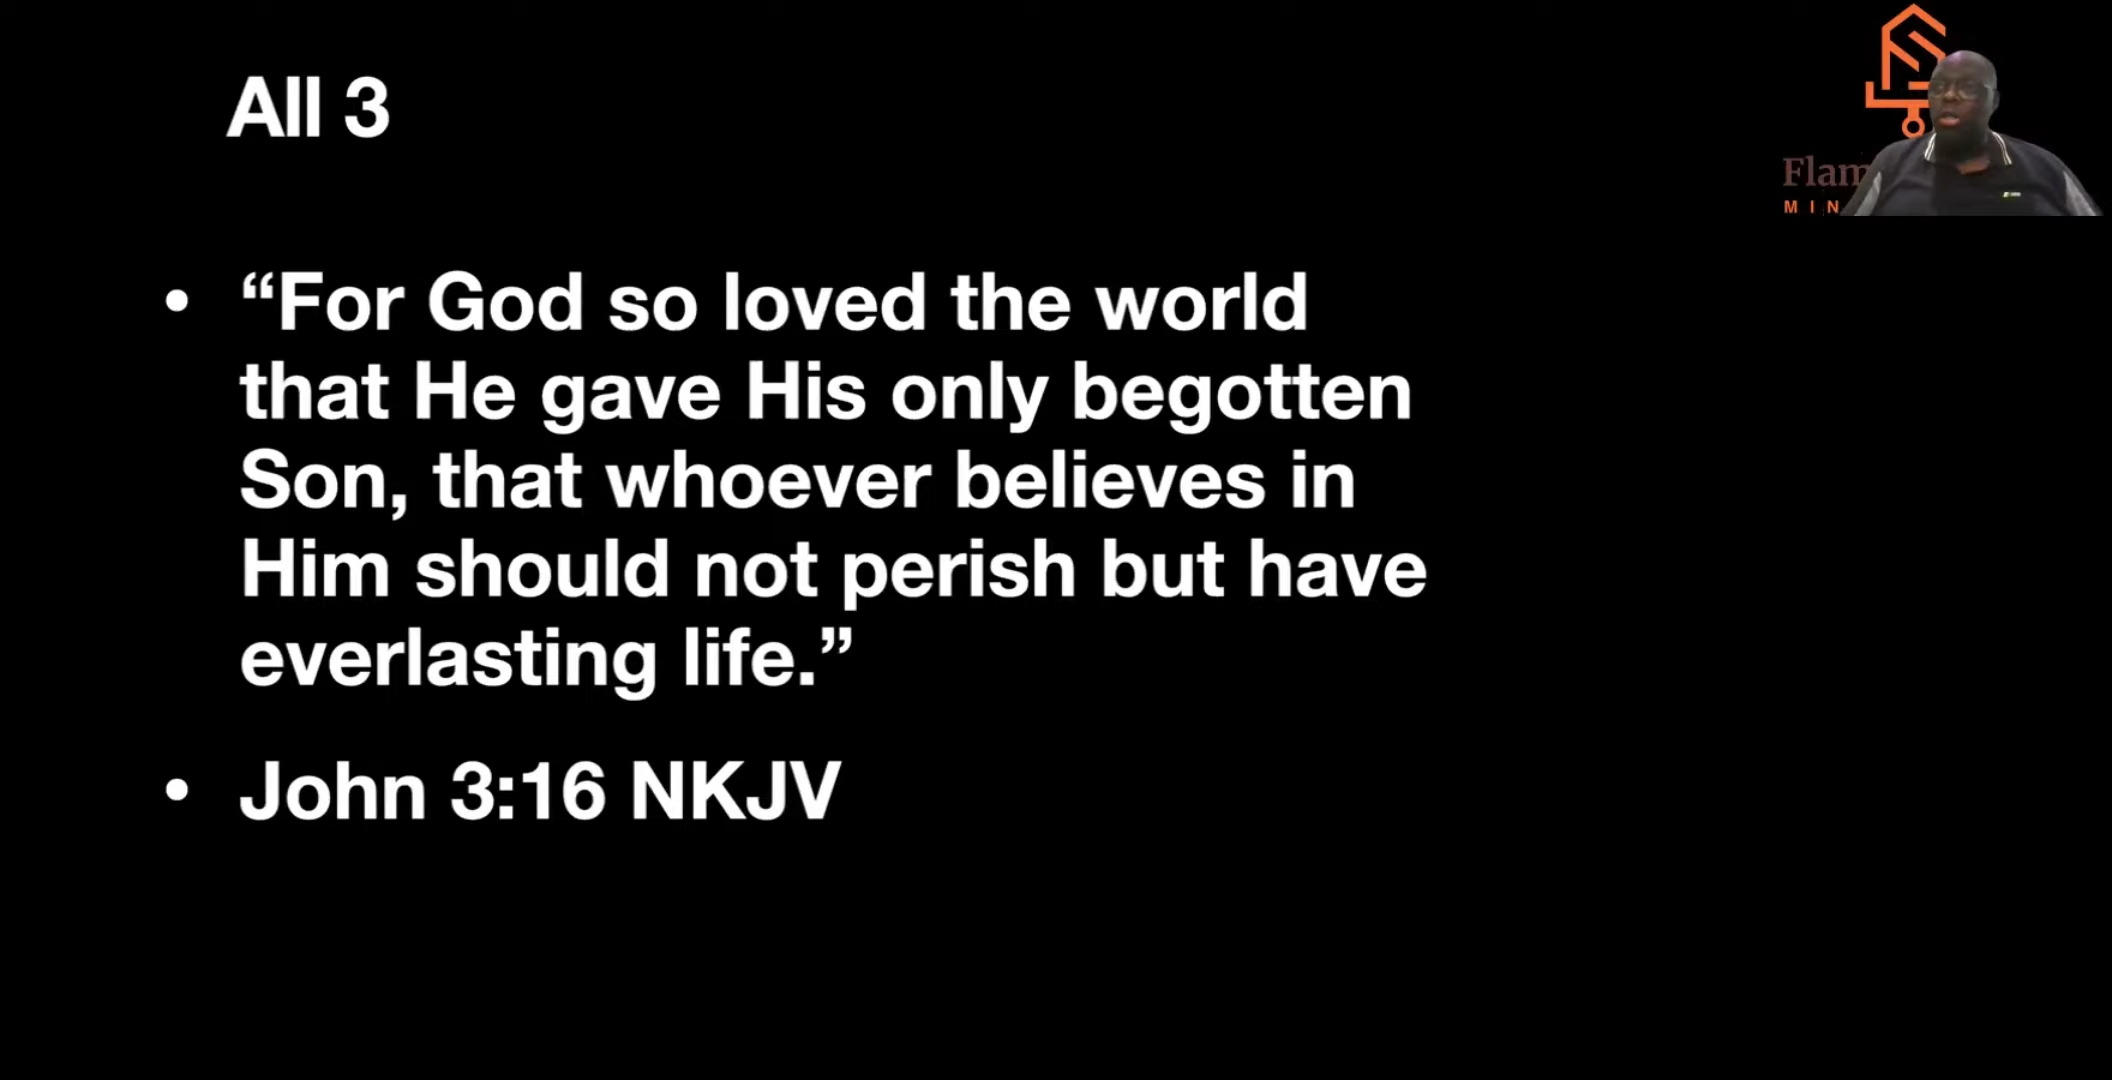 All 3
• “For God so loved the world
that He gave His only begotten
Son, that whoever believes in
Him should not perish but have
everlasting life.”
• John 3:16 NKJV